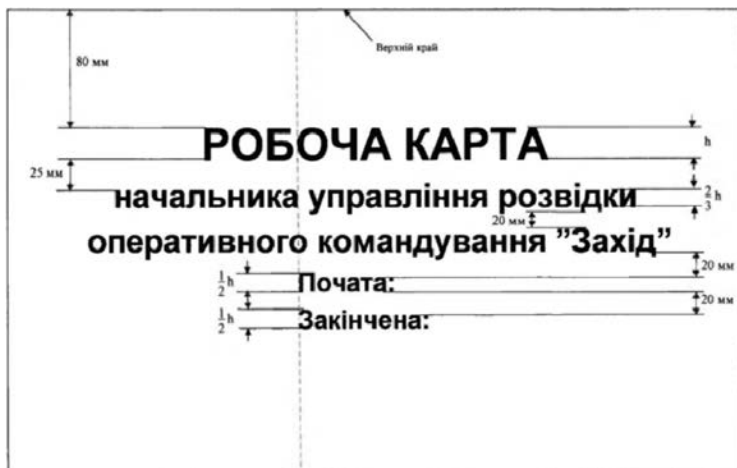 Верхній край
80 мм
РОБОЧА КАРТА
h
25 мм
начальника управління розвідки
2/3 h
20 мм
оперативного командування ”Захід”
20 мм
1/2 h
Почата:
20 мм
1/2 h
Закінчена: